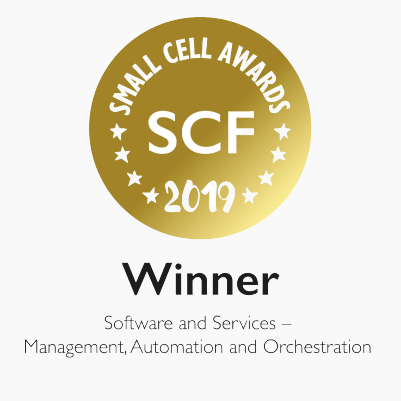 SMALL CELL AWARDS
SCF
2019
Winner
Software and Services –
Management, Automation and Orchestration